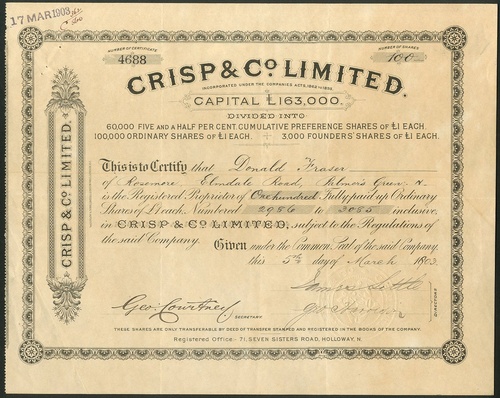 17 MAR 1903
NUMBER OF CERTIFICATE
4688
NUMBER OF SHARES
100
CRISP & Co. LIMITED.
INCORPORATED UNDER THE COMPANIES ACTS, 1862 to 1898.
CAPITAL £163,000.
DIVIDED INTO
60,000 FIVE AND A HALF PER CENT. CUMULATIVE PREFERENCE SHARES OF £1 EACH.
100,000 ORDINARY SHARES OF £1 EACH. 3,000 FOUNDERS' SHARES OF £1 EACH.
This is to Certify that Donald Fraser
of Rosemore Elmdale Road, Palmers Green, N.
is the Registered Proprietor of One hundred Fully paid up Ordinary
Shares of £1 each. Numbered 2986 to 3085 inclusive,
in CRISP & Co. LIMITED, subject to the Regulations of
the said Company. Given under the Common Seal of the said Company,
this 5th day of March 1903
Geo. Courtney
SECRETARY
DIRECTORS
THESE SHARES ARE ONLY TRANSFERABLE BY DEED OF TRANSFER STAMPED AND REGISTERED IN THE BOOKS OF THE COMPANY.
Registered Office:- 71, SEVEN SISTERS ROAD, HOLLOWAY, N.
CRISP & Co. LIMITED.